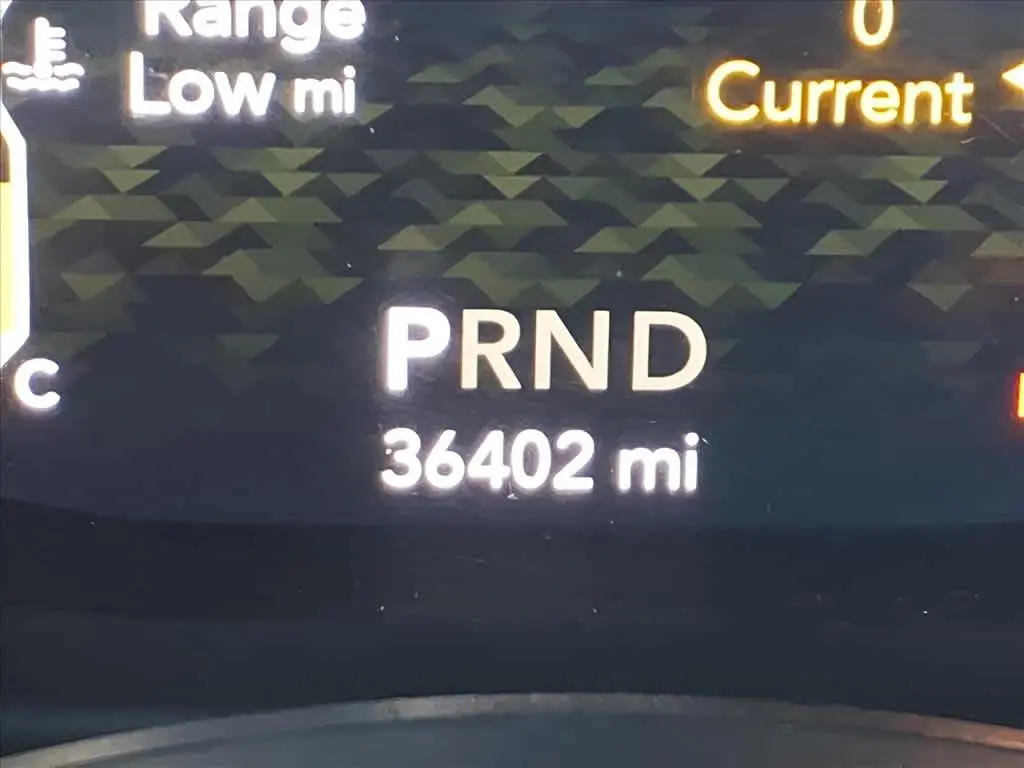 Range
Low mi
0
Current
PRND
C
36402 mi